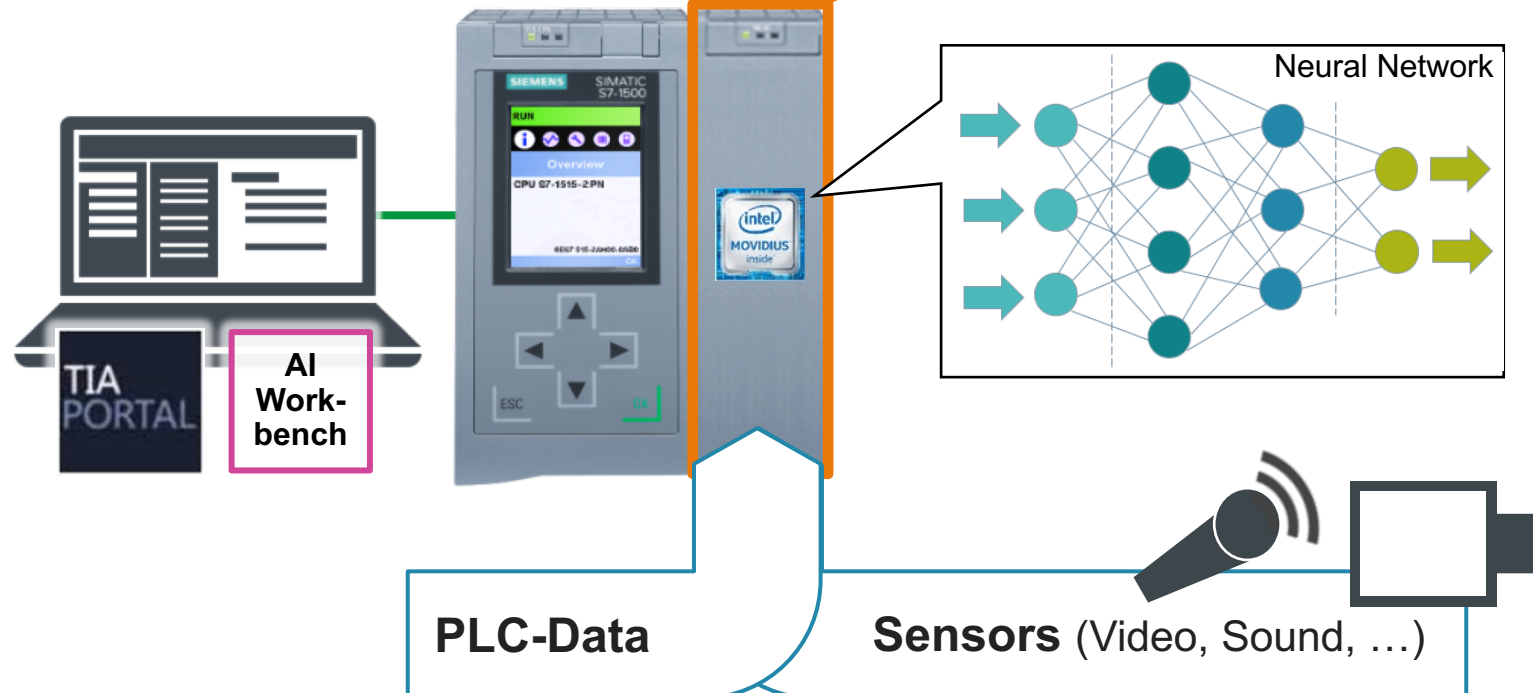 Neural Network
SIEMENS
SIMATIC
S7-1500
RUN
Overview
CPU S7-1515-2 PN
OK
intel
MOVIDIUS
inside
ESC
OK
TIA
PORTAL
AI
Work-
bench
PLC-Data
Sensors (Video, Sound, …)